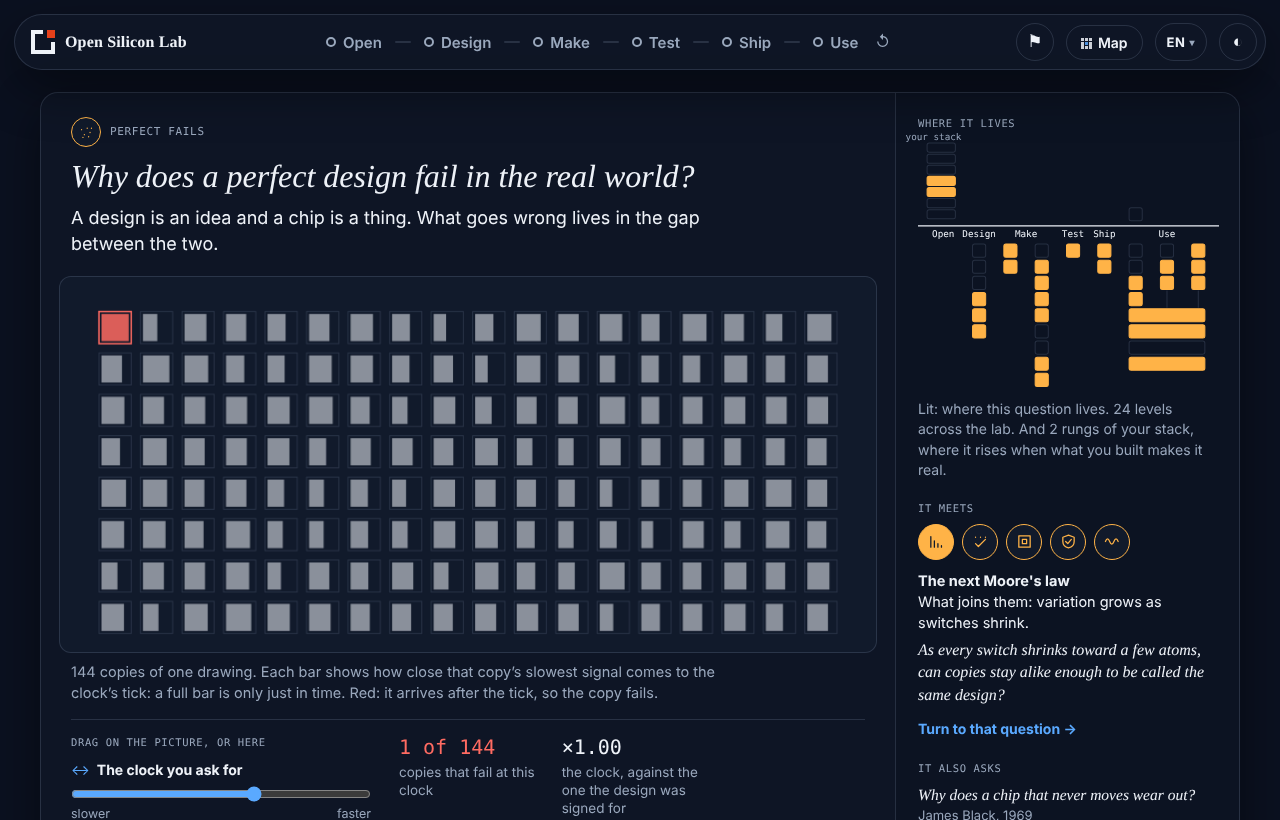 Open Silicon Lab
Open
Design
Make
Test
Ship
Use
Map
EN
PERFECT FAILS
Why does a perfect design fail in the real world?
A design is an idea and a chip is a thing. What goes wrong lives in the gap
between the two.
144 copies of one drawing. Each bar shows how close that copy’s slowest signal comes to the
clock’s tick: a full bar is only just in time. Red: it arrives after the tick, so the copy fails.
DRAG ON THE PICTURE, OR HERE
The clock you ask for
slower
faster
1 of 144
copies that fail at this
clock
×1.00
the clock, against the
one the design was
signed for
WHERE IT LIVES
your stack
Open Design Make Test Ship Use
Lit: where this question lives. 24 levels
across the lab. And 2 rungs of your stack,
where it rises when what you built makes it
real.
IT MEETS
The next Moore's law
What joins them: variation grows as
switches shrink.
As every switch shrinks toward a few atoms,
can copies stay alike enough to be called the
same design?
Turn to that question →
IT ALSO ASKS
Why does a chip that never moves wear out?
James Black, 1969